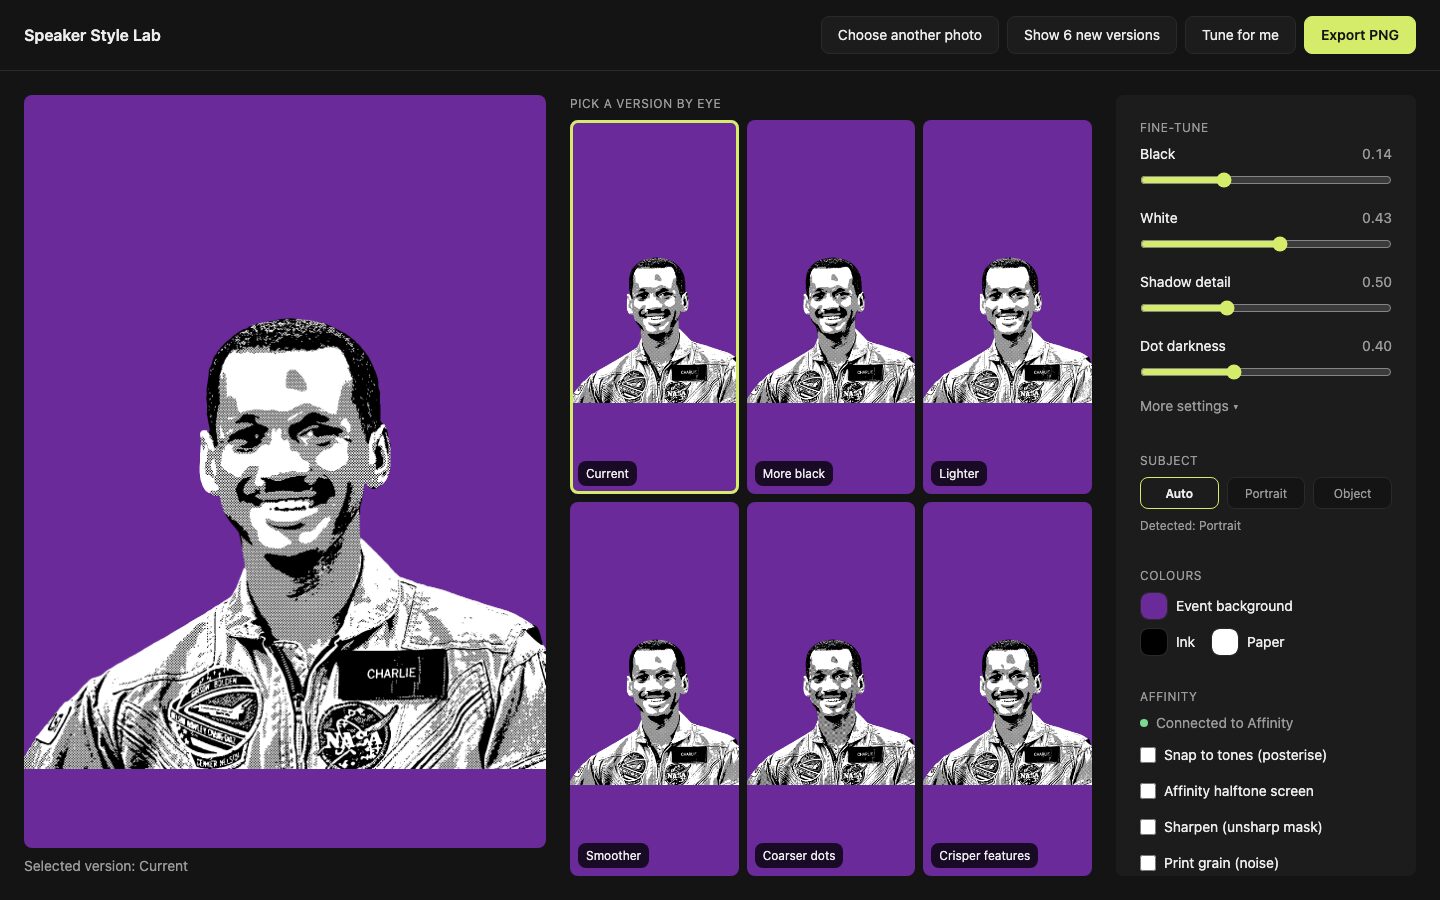 Speaker Style Lab
Choose another photo
Show 6 new versions
Tune for me
Export PNG
CHARLIE
NASA
Selected version: Current
PICK A VERSION BY EYE
Current
More black
Lighter
Smoother
Coarser dots
Crisper features
FINE-TUNE
Black 0.14
White 0.43
Shadow detail 0.50
Dot darkness 0.40
More settings ▾
SUBJECT
Auto
Portrait
Object
Detected: Portrait
COLOURS
Event background
Ink
Paper
AFFINITY
Connected to Affinity
Snap to tones (posterise)
Affinity halftone screen
Sharpen (unsharp mask)
Print grain (noise)